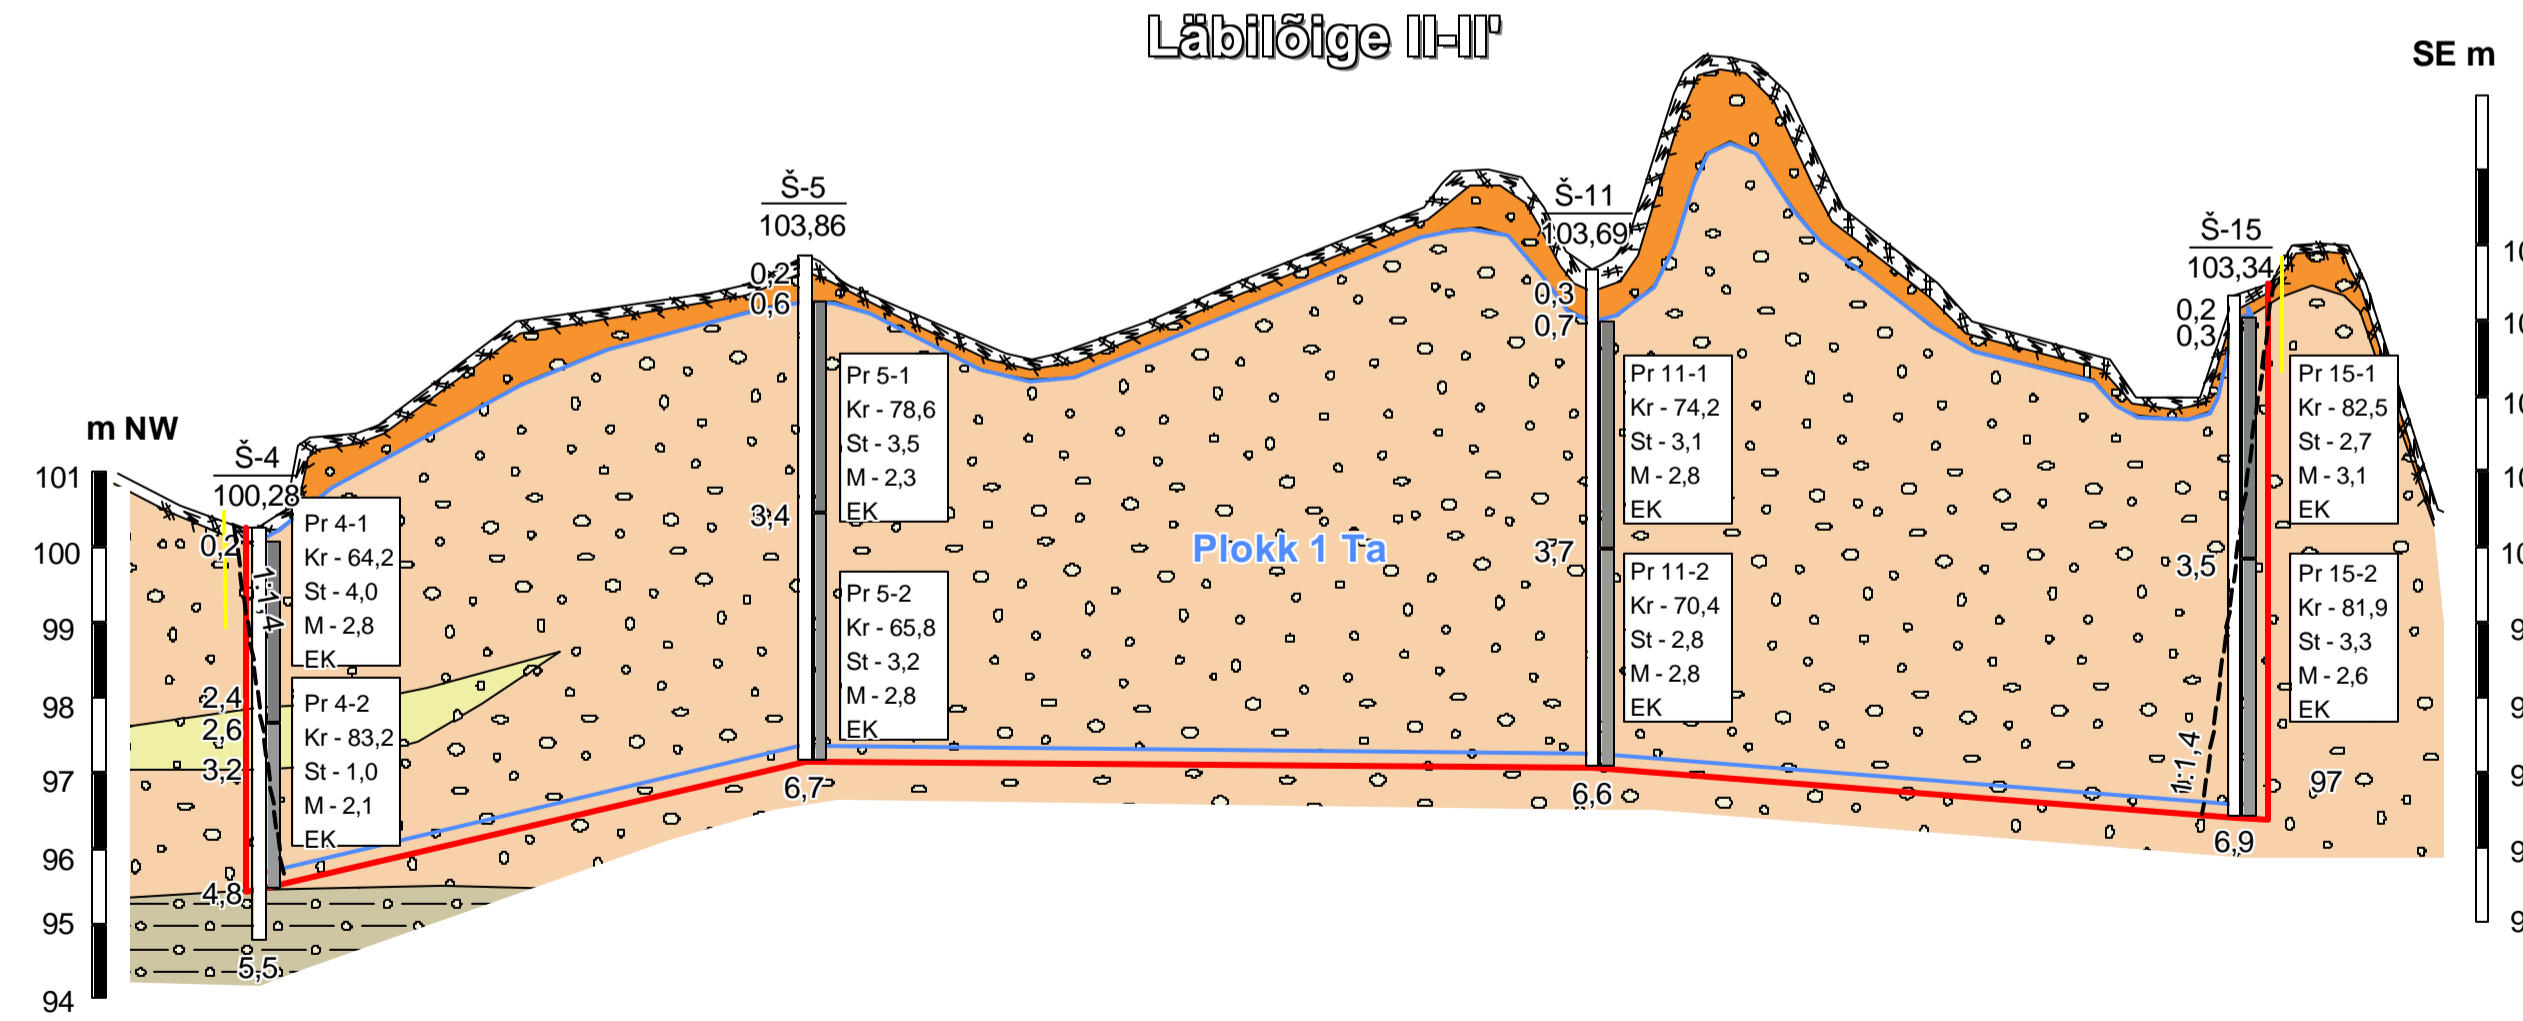 Läbilõige II-II'
SE m
m NW
Š-4
100,28
Š-5
103,86
Š-11
103,69
Š-15
103,34
101
100
99
98
97
96
95
94
0,2
2,4
2,6
3,2
4,8
5,5
1:1,4
Pr 4-1
Kr - 64,2
St - 4,0
M - 2,8
EK
Pr 4-2
Kr - 83,2
St - 1,0
M - 2,1
EK
0,2
0,6
3,4
6,7
Pr 5-1
Kr - 78,6
St - 3,5
M - 2,3
EK
Pr 5-2
Kr - 65,8
St - 3,2
M - 2,8
EK
Plokk 1 Ta
0,3
0,7
3,7
6,6
Pr 11-1
Kr - 74,2
St - 3,1
M - 2,8
EK
Pr 11-2
Kr - 70,4
St - 2,8
M - 2,8
EK
0,2
0,3
3,5
6,9
1:1,4
Pr 15-1
Kr - 82,5
St - 2,7
M - 3,1
EK
Pr 15-2
Kr - 81,9
St - 3,3
M - 2,6
EK
97